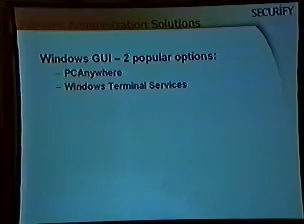 SECURIFY
Administration Solutions
Windows GUI – 2 popular options:
– PCAnywhere
– Windows Terminal Services